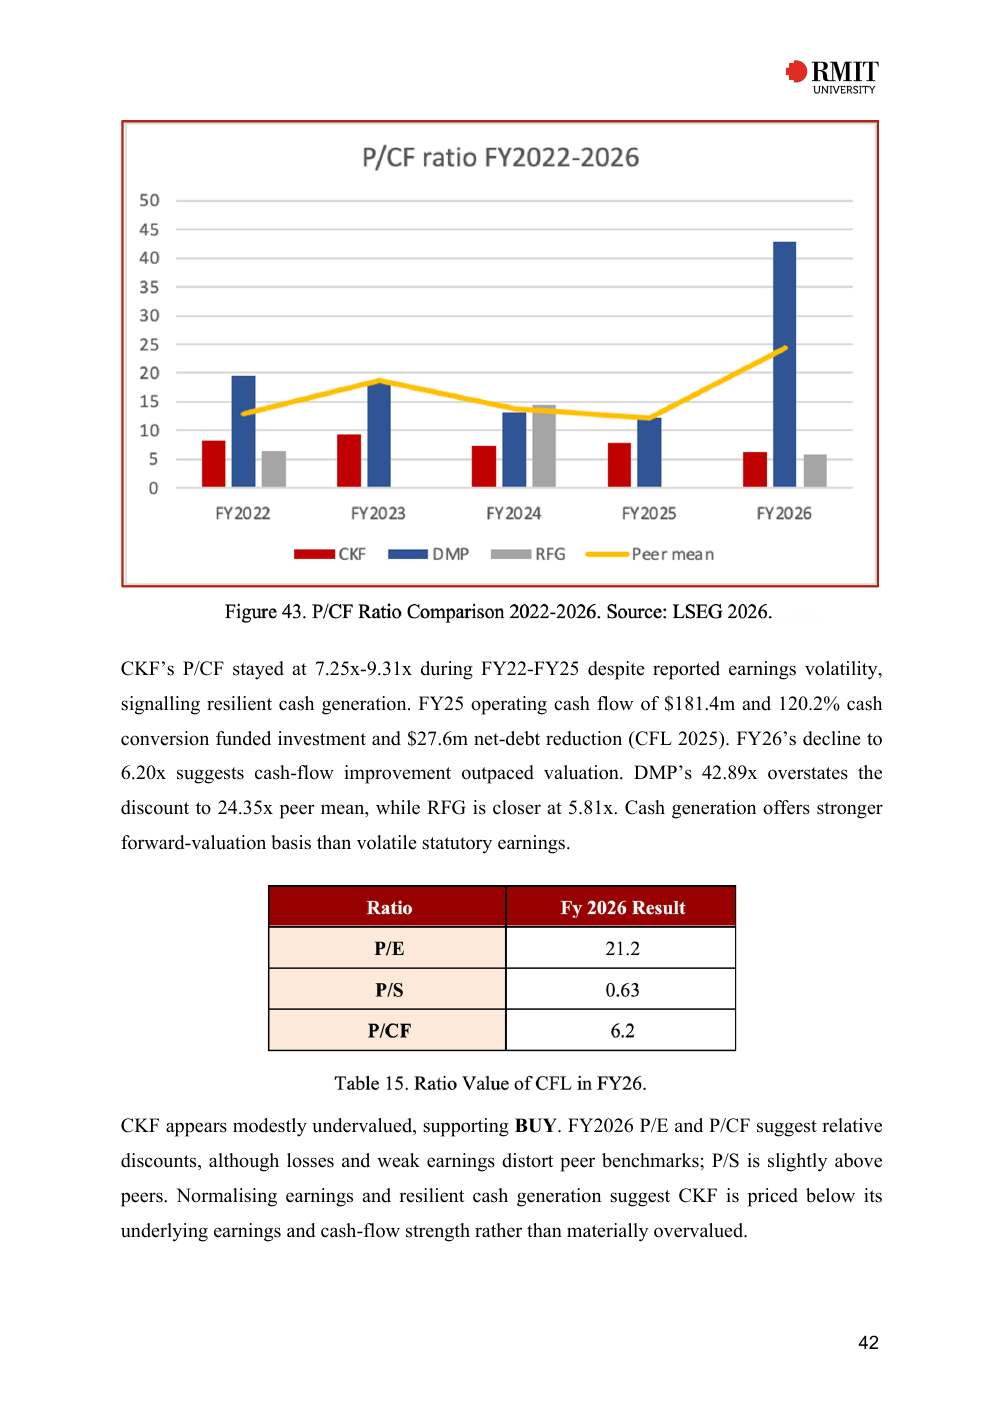 RMIT
UNIVERSITY
P/CF ratio FY2022-2026
50
45
40
35
30
25
20
15
10
5
0
FY2022 FY2023 FY2024 FY2025 FY2026
CKF DMP RFG Peer mean
Figure 43. P/CF Ratio Comparison 2022-2026. Source: LSEG 2026.
CKF’s P/CF stayed at 7.25x-9.31x during FY22-FY25 despite reported earnings volatility,
signalling resilient cash generation. FY25 operating cash flow of $181.4m and 120.2% cash
conversion funded investment and $27.6m net-debt reduction (CFL 2025). FY26’s decline to
6.20x suggests cash-flow improvement outpaced valuation. DMP’s 42.89x overstates the
discount to 24.35x peer mean, while RFG is closer at 5.81x. Cash generation offers stronger
forward-valuation basis than volatile statutory earnings.
Ratio Fy 2026 Result
P/E 21.2
P/S 0.63
P/CF 6.2
Table 15. Ratio Value of CFL in FY26.
CKF appears modestly undervalued, supporting BUY. FY2026 P/E and P/CF suggest relative
discounts, although losses and weak earnings distort peer benchmarks; P/S is slightly above
peers. Normalising earnings and resilient cash generation suggest CKF is priced below its
underlying earnings and cash-flow strength rather than materially overvalued.
42